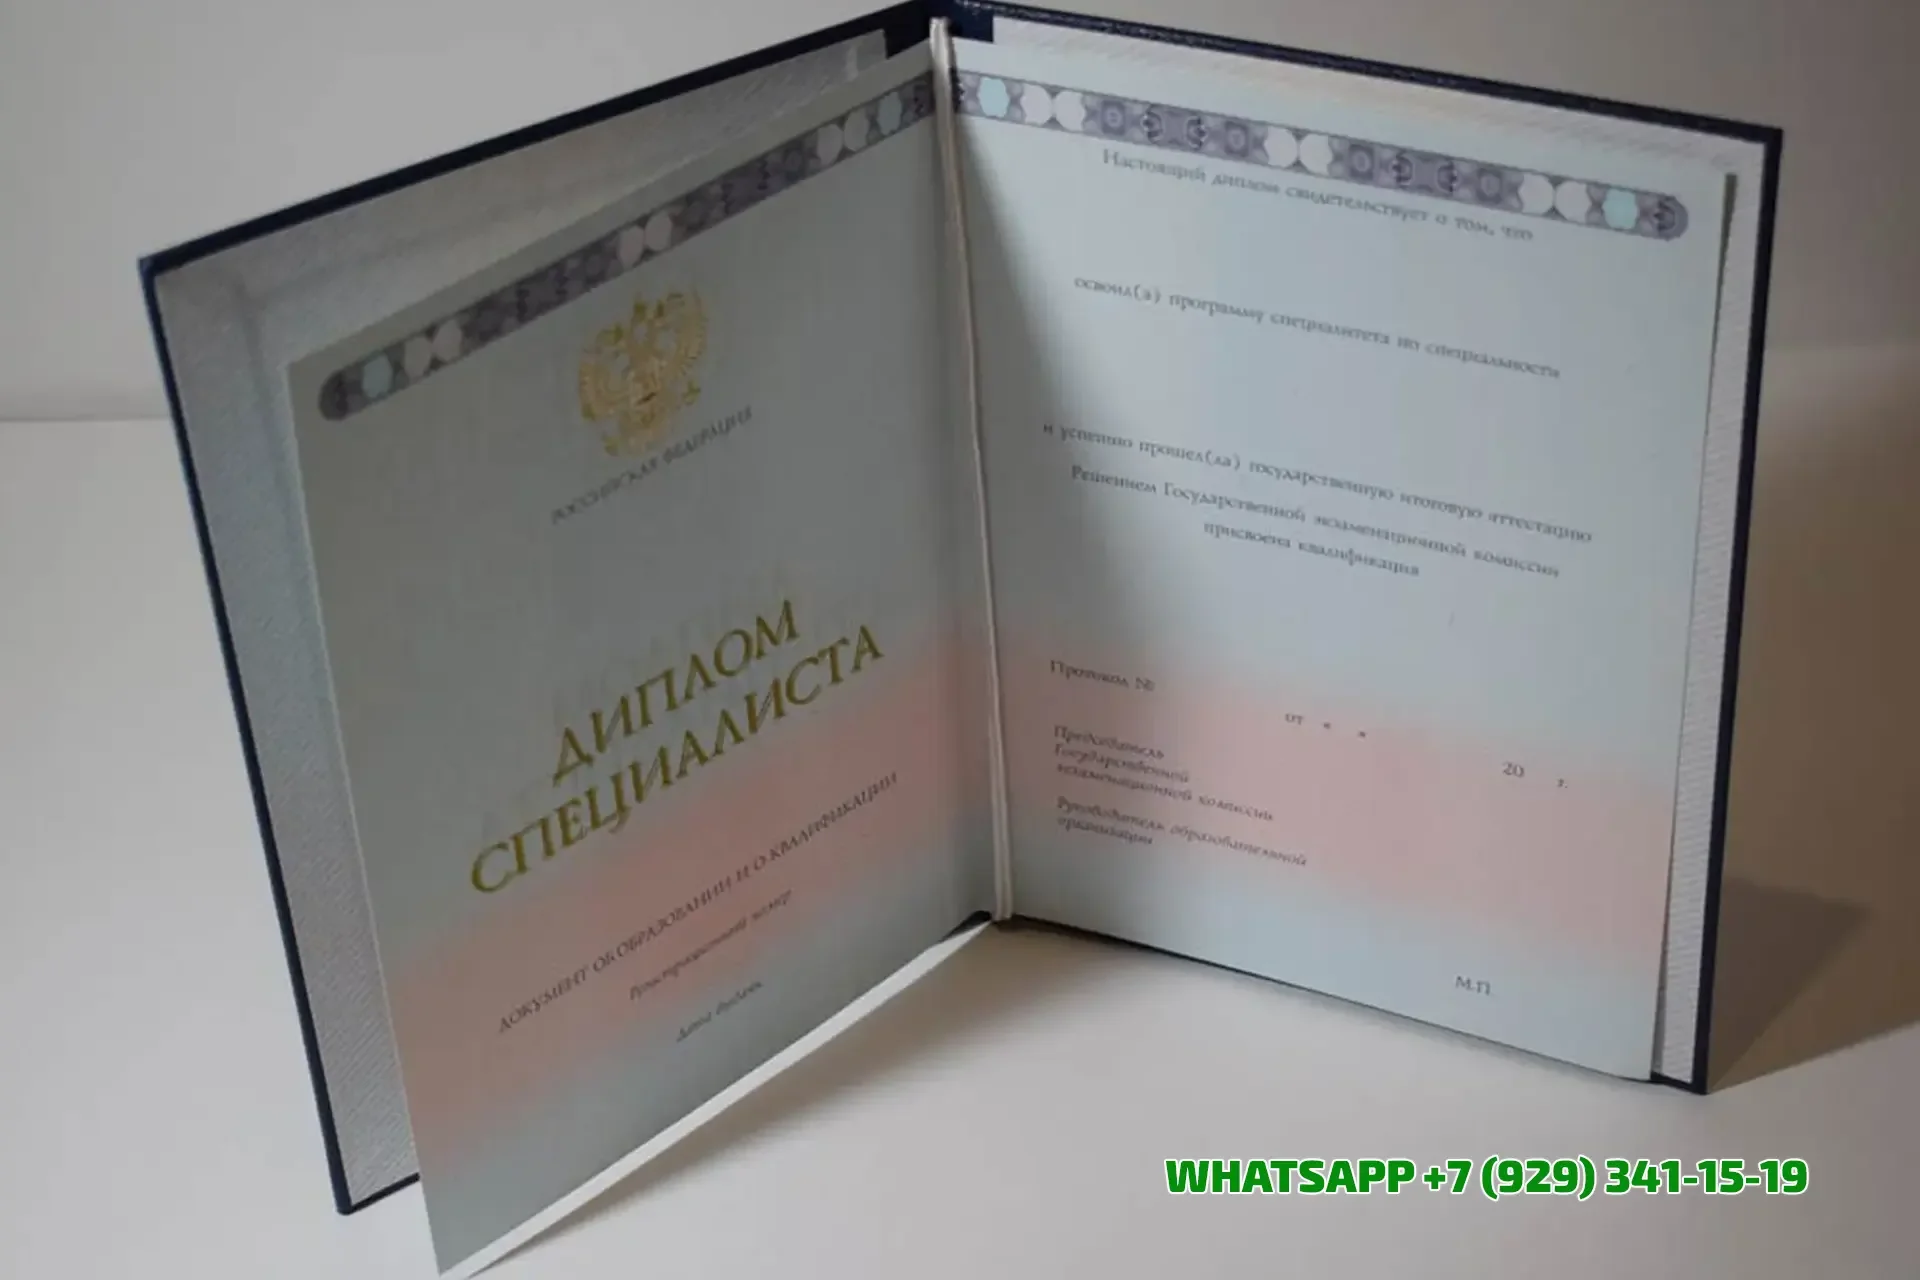 РОССИЙСКАЯ ФЕДЕРАЦИЯ
ДИПЛОМ
СПЕЦИАЛИСТА
ДОКУМЕНТ ОБ ОБРАЗОВАНИИ И О КВАЛИФИКАЦИИ
Регистрационный номер
Дата выдачи
Настоящий диплом свидетельствует о том, что
освоил(а) программу специалитета по специальности
и успешно прошел(ла) государственную итоговую аттестацию
Решением Государственной экзаменационной комиссии
присвоена квалификация
Протокол №
от « »
20 г.
Председатель
Государственной
экзаменационной комиссии
Руководитель образовательной
организации
М.П.
WHATSAPP +7 (929) 341-15-19